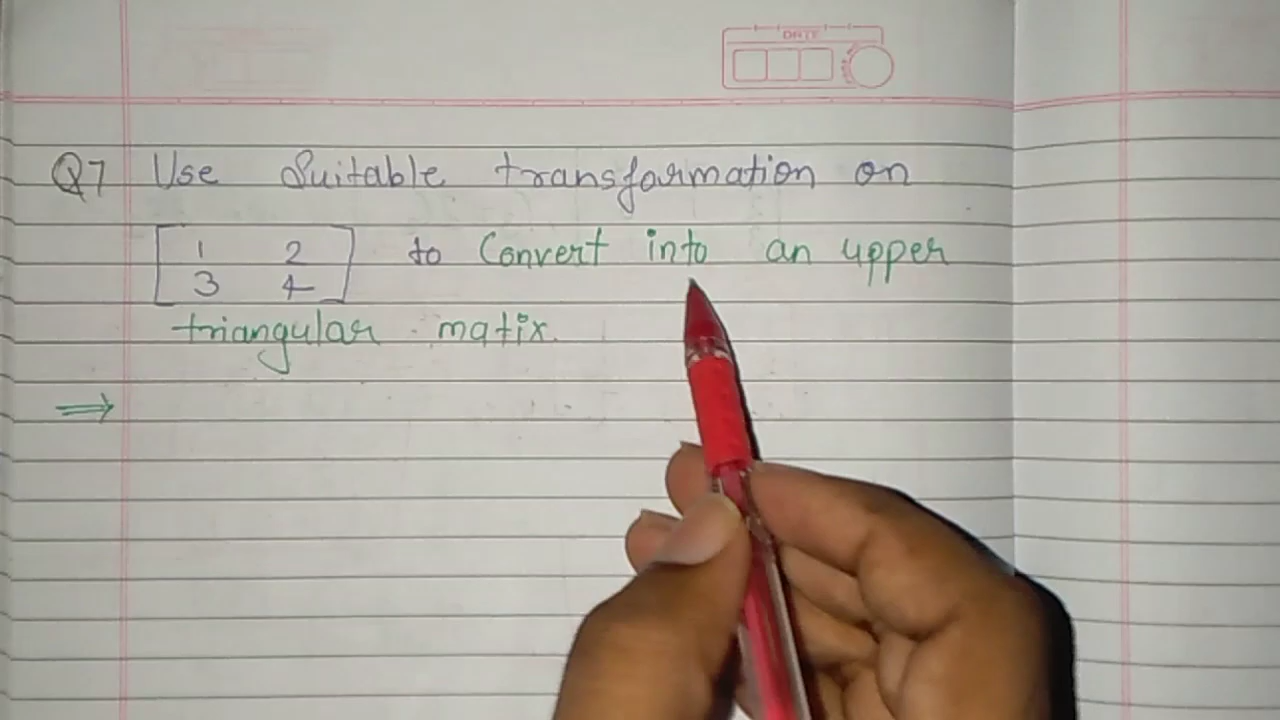 DATE
Q7 Use Suitable transformation on
[ 1 2 ] to Convert into an upper
3 4
triangular matix.
⇒